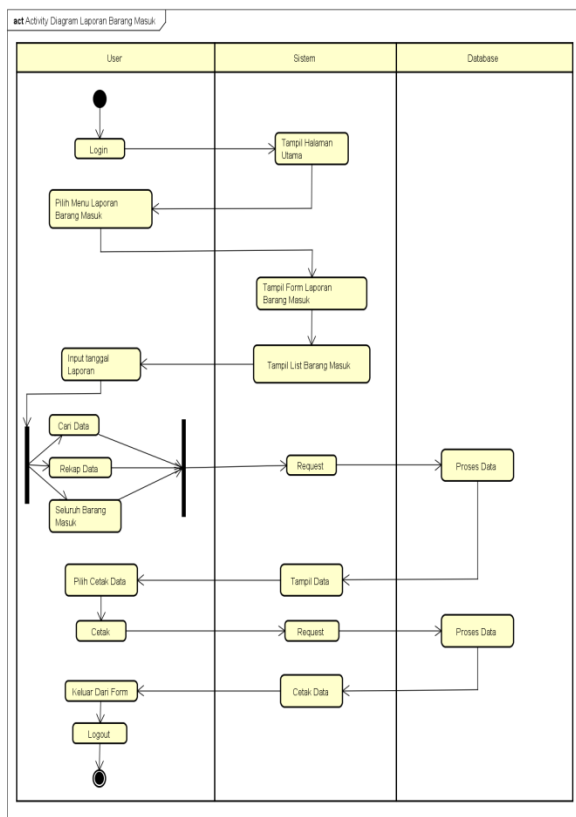 act Activity Diagram Laporan Barang Masuk
User
Sistem
Database
Login
Tampil Halaman
Utama
Pilih Menu Laporan
Barang Masuk
Tampil Form Laporan
Barang Masuk
Input tanggal
Laporan
Tampil List Barang Masuk
Cari Data
Rekap Data
Request
Proses Data
Seluruh Barang
Masuk
Pilih Cetak Data
Tampil Data
Cetak
Request
Proses Data
Keluar Dari Form
Cetak Data
Logout